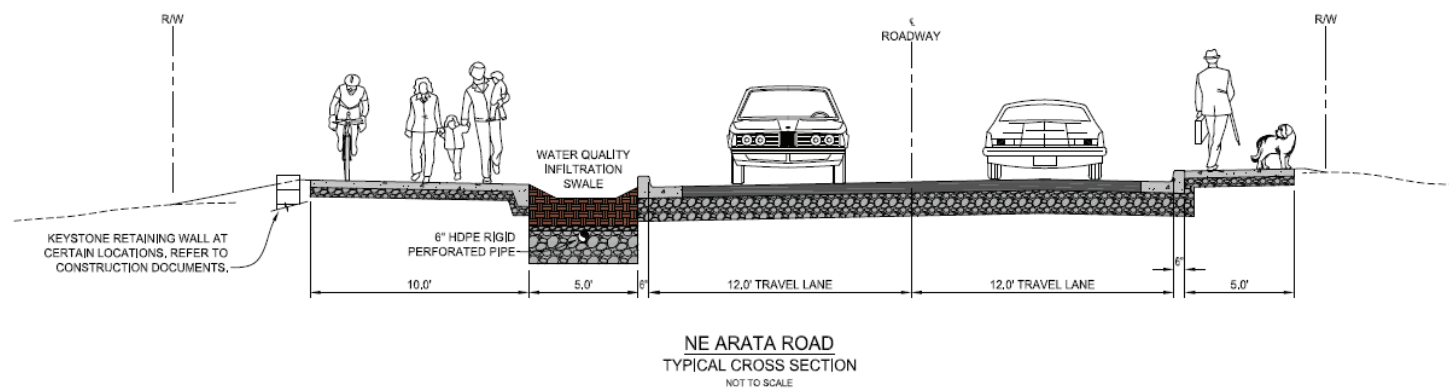 R/W
℄
ROADWAY
R/W
WATER QUALITY
INFILTRATION
SWALE
KEYSTONE RETAINING WALL AT
CERTAIN LOCATIONS, REFER TO
CONSTRUCTION DOCUMENTS.
6" HDPE RIGID
PERFORATED PIPE
10.0'
5.0'
6"
12.0' TRAVEL LANE
12.0' TRAVEL LANE
6"
5.0'
NE ARATA ROAD
TYPICAL CROSS SECTION
NOT TO SCALE